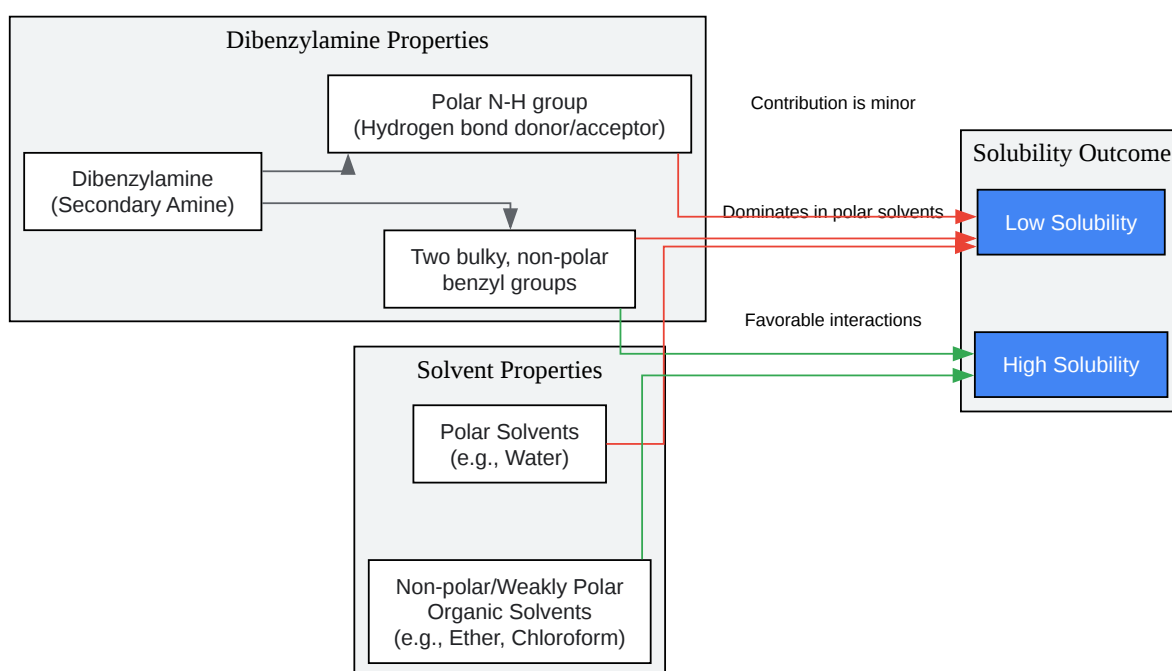 Dibenzylamine Properties
Polar N-H group
(Hydrogen bond donor/acceptor)
Dibenzylamine
(Secondary Amine)
Two bulky, non-polar
benzyl groups
Contribution is minor
Dominates in polar solvents
Favorable interactions
Solubility Outcome
Low Solubility
High Solubility
Solvent Properties
Polar Solvents
(e.g., Water)
Non-polar/Weakly Polar
Organic Solvents
(e.g., Ether, Chloroform)